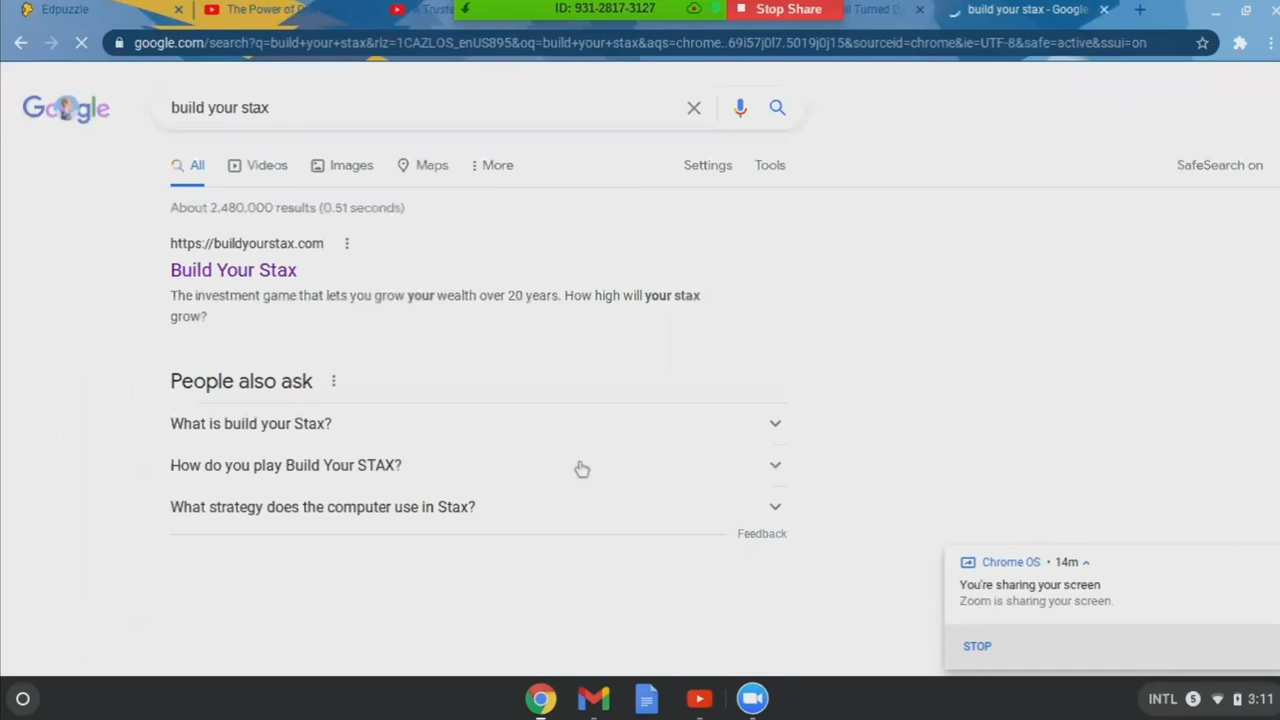 Edpuzzle
The Power of
Truste
ID: 931-2817-3127
Stop Share
ll Turned D
build your stax - Google
google.com/search?q=build+your+stax&rlz=1CAZLOS_enUS895&oq=build+your+stax&aqs=chrome..69i57j0l7.5019j0j15&sourceid=chrome&ie=UTF-8&safe=active&ssui=on
Google
build your stax
All
Videos
Images
Maps
More
Settings
Tools
SafeSearch on
About 2,480,000 results (0.51 seconds)
https://buildyourstax.com
Build Your Stax
The investment game that lets you grow your wealth over 20 years. How high will your stax
grow?
People also ask
What is build your Stax?
How do you play Build Your STAX?
What strategy does the computer use in Stax?
Feedback
Chrome OS • 14m
You're sharing your screen
Zoom is sharing your screen.
STOP
INTL
5
3:11